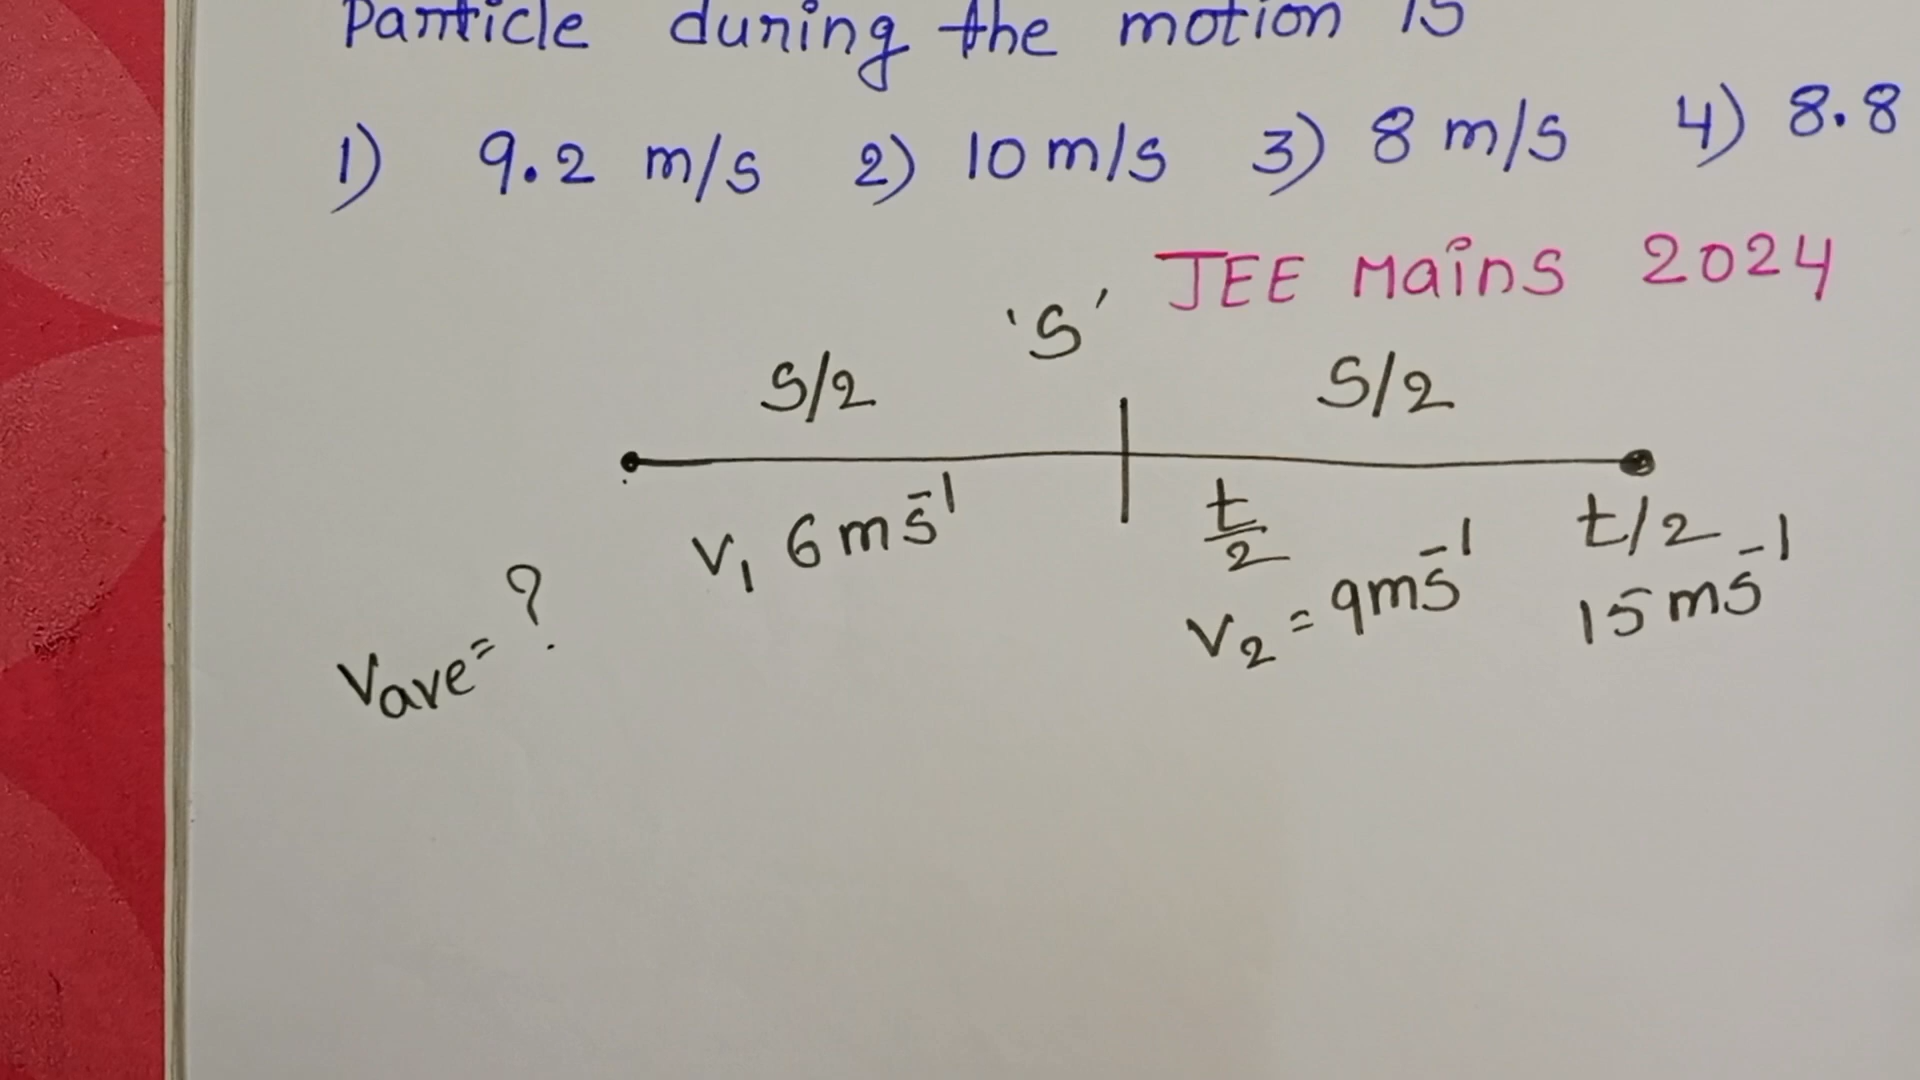 Particle during the motion is
1) 9.2 m/s 2) 10 m/s 3) 8 m/s 4) 8.8
JEE Mains 2024
'S'
S/2 S/2
V₁ 6 ms⁻¹
t/2
V₂ = 9 ms⁻¹
t/2
15 ms⁻¹
Vave = ?